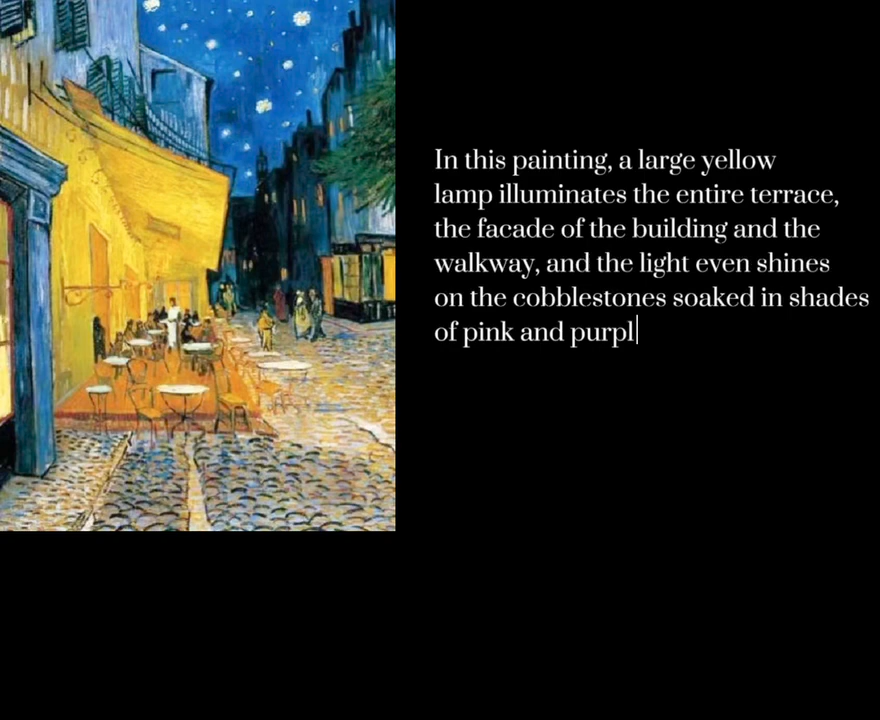 In this painting, a large yellow
lamp illuminates the entire terrace,
the facade of the building and the
walkway, and the light even shines
on the cobblestones soaked in shades
of pink and purpl